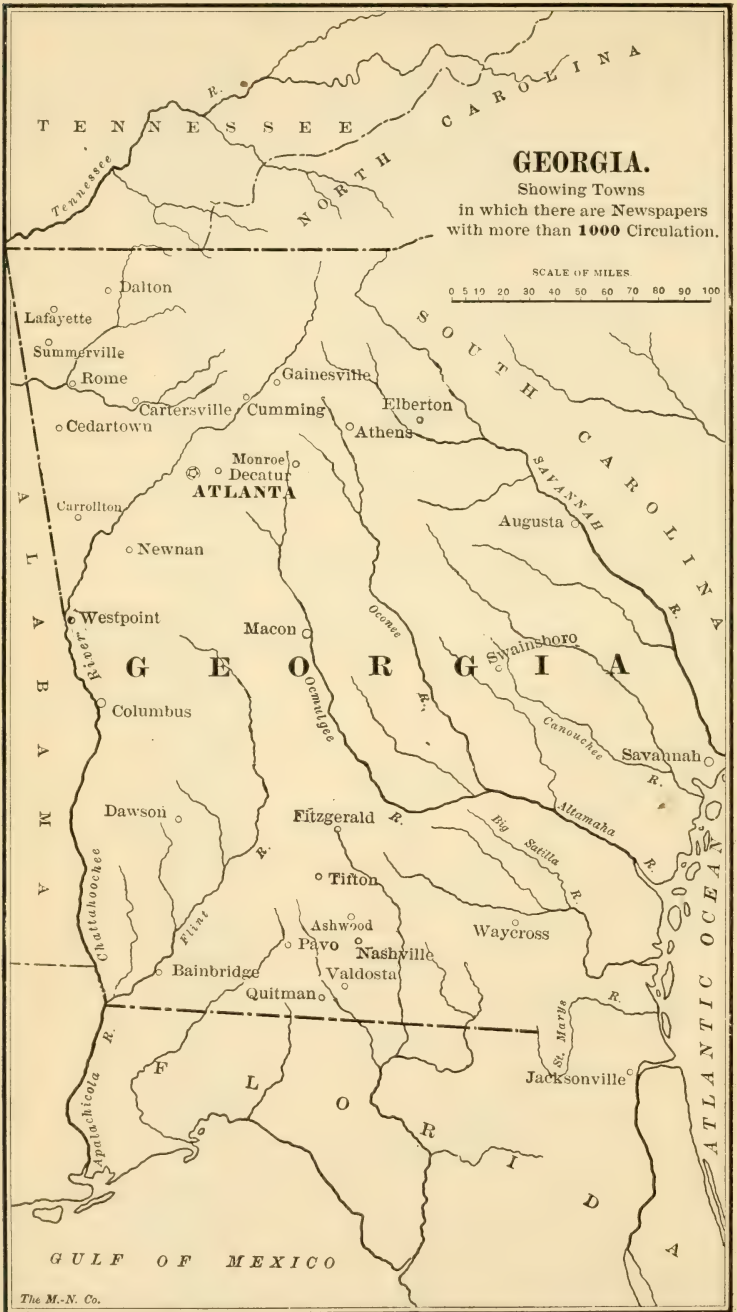 TENNESSEE
R.
Tennessee
NORTH CAROLINA
GEORGIA.
Showing Towns
in which there are Newspapers
with more than 1000 Circulation.
SCALE OF MILES.
0 5 10 20 30 40 50 60 70 80 90 100
Dalton
Lafayette
Summerville
Rome
Cartersville
Cumming
Gainesville
Cedartown
Elberton
Athens
Monroe
Decatur
ATLANTA
Carrollton
Newnan
SOUTH CAROLINA
SAVANNAH R.
Augusta
ALABAMA
Westpoint
River
Macon
Oconee R.
Swainsboro
GEORGIA
Ocmulgee R.
Columbus
Canouchee R.
Savannah
Dawson
Fitzgerald
Altamaha R.
Big Satilla R.
Chattahoochee
Flint R.
Tifton
Ashwood
Pavo
Nashville
Waycross
Bainbridge
Valdosta
Quitman
St. Marys R.
Jacksonville
Apalachicola R.
FLORIDA
ATLANTIC OCEAN
GULF OF MEXICO
The M.-N. Co.